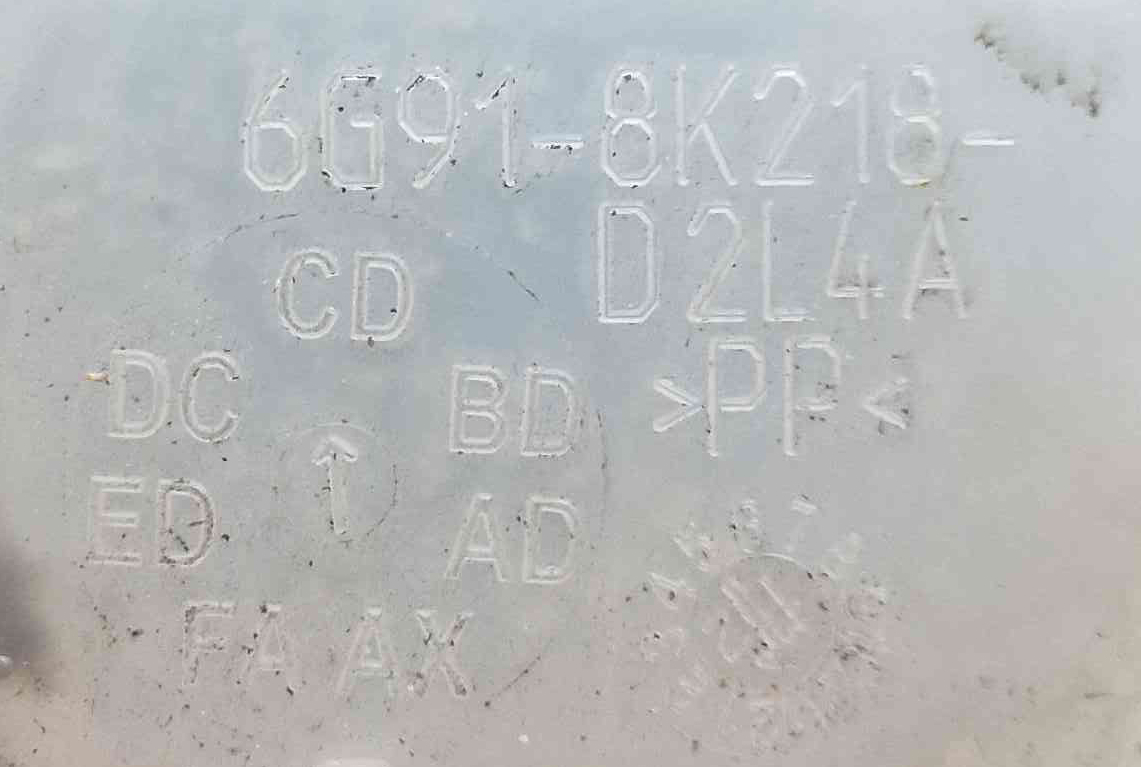 6G91-8K218-
D2L4A
CD
DC BD >PP<
↑
ED AD
FA AX